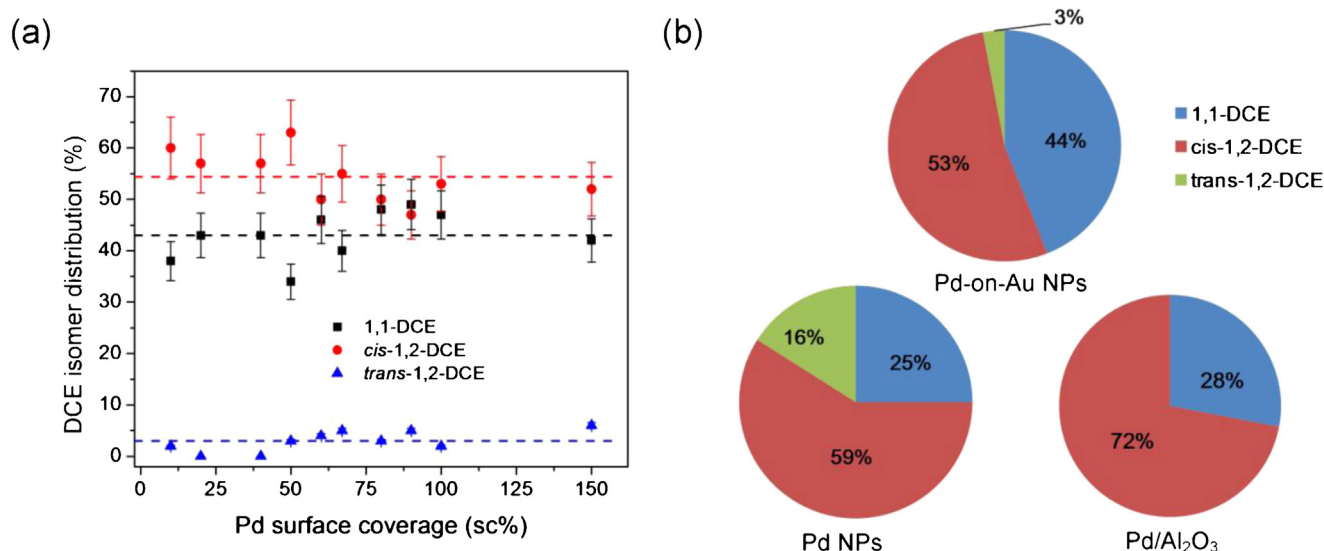 (a)
DCE isomer distribution (%)
70
60
50
40
30
20
10
0
1,1-DCE
cis-1,2-DCE
trans-1,2-DCE
0
25
50
75
100
125
150
Pd surface coverage (sc%)
(b)
3%
44%
53%
Pd-on-Au NPs
1,1-DCE
cis-1,2-DCE
trans-1,2-DCE
16%
25%
59%
Pd NPs
28%
72%
Pd/Al₂O₃